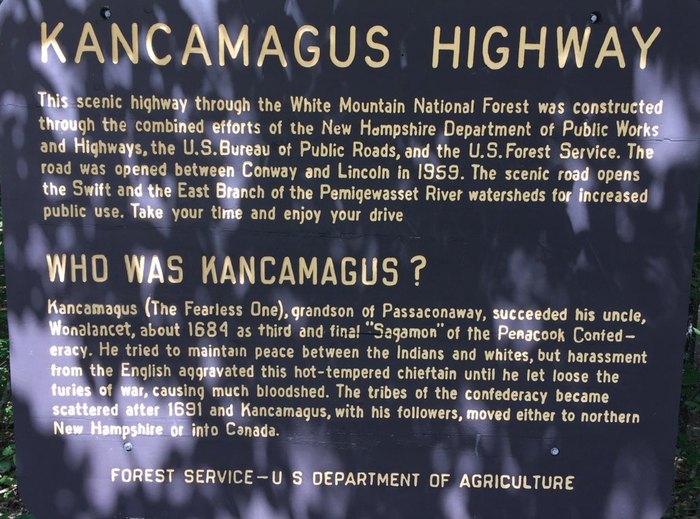 KANCAMAGUS HIGHWAY
This scenic highway through the White Mountain National Forest was constructed
through the combined efforts of the New Hampshire Department of Public Works
and Highways, the U.S. Bureau of Public Roads, and the U.S. Forest Service. The
road was opened between Conway and Lincoln in 1959. The scenic road opens
the Swift and the East Branch of the Pemigewasset River watersheds for increased
public use. Take your time and enjoy your drive
WHO WAS KANCAMAGUS ?
Kancamagus (The Fearless One), grandson of Passaconaway, succeeded his uncle,
Wonalancet, about 1684 as third and final "Sagamon" of the Penacook Confed-
eracy. He tried to maintain peace between the Indians and whites, but harassment
from the English aggravated this hot-tempered chieftain until he let loose the
furies of war, causing much bloodshed. The tribes of the confederacy became
scattered after 1691 and Kancamagus, with his followers, moved either to northern
New Hampshire or into Canada.
FOREST SERVICE-U S DEPARTMENT OF AGRICULTURE